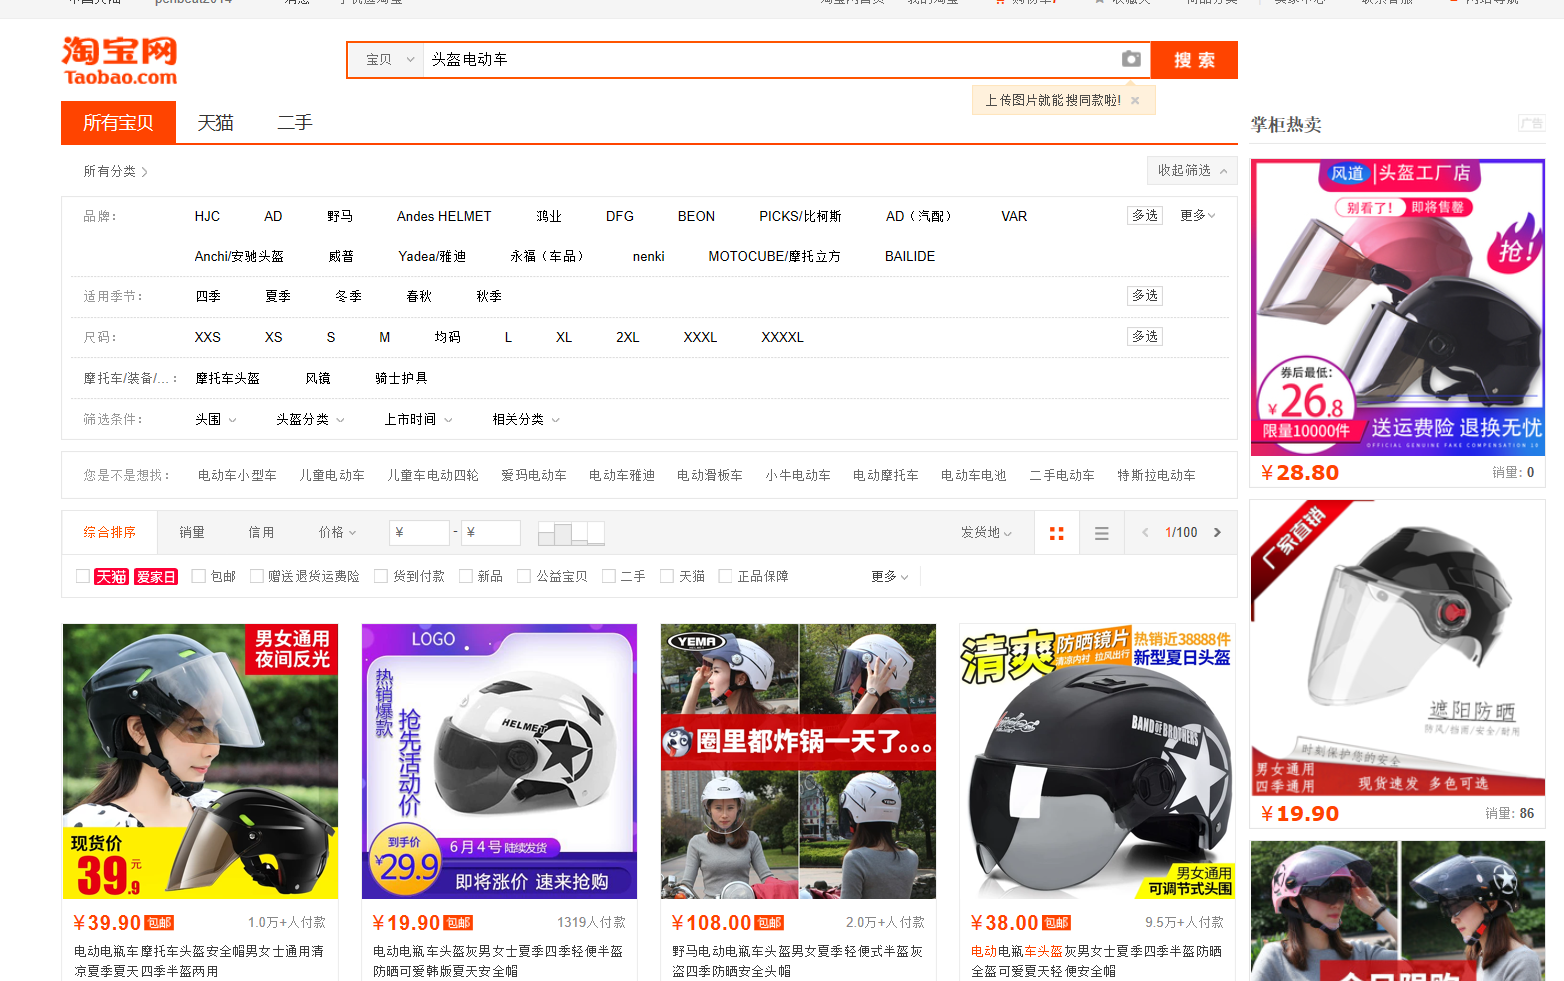 penbeat2014
淘宝网
Taobao.com
宝贝
头盔电动车
搜索
上传图片就能搜同款啦!
所有宝贝
天猫
二手
掌柜热卖
广告
所有分类
收起筛选
品牌:
HJC AD 野马 Andes HELMET 鸿业 DFG BEON PICKS/比柯斯 AD（汽配） VAR
多选 更多
Anchi/安驰头盔 威普 Yadea/雅迪 永福（车品） nenki MOTOCUBE/摩托立方 BAILIDE
适用季节: 四季 夏季 冬季 春秋 秋季 多选
尺码: XXS XS S M 均码 L XL 2XL XXXL XXXXL 多选
摩托车/装备/...: 摩托车头盔 风镜 骑士护具
筛选条件: 头围 头盔分类 上市时间 相关分类
您是不是想找: 电动车小型车 儿童电动车 儿童车电动四轮 爱玛电动车 电动车雅迪 电动滑板车 小牛电动车 电动摩托车 电动车电池 二手电动车 特斯拉电动车
综合排序 销量 信用 价格 ¥ - ¥ 发货地 1/100
天猫 爱家日 包邮 赠送退货运费险 货到付款 新品 公益宝贝 二手 天猫 正品保障 更多
男女通用
夜间反光
现货价
39.9元
¥39.90 包邮 1.0万+人付款
电动电瓶车摩托车头盔安全帽男女士通用清
凉夏季夏天四季半盔两用
LOGO
热销爆款
抢先活动价
HELMET
到手价
¥29.9
6月4号陆续发货
即将涨价 速来抢购
¥19.90 包邮 1319人付款
电动电瓶车头盔灰男女士夏季四季轻便半盔
防晒可爱韩版夏天安全帽
YEMA
圈里都炸锅一天了。。。
¥108.00 包邮 2.0万+人付款
野马电动电瓶车头盔男女夏季轻便式半盔灰
盔四季防晒安全头帽
清爽
防晒镜片
清凉内衬 拉风出行
热销近38888件
新型夏日头盔
BAND OF BROTHERS
男女通用
可调节式头围
¥38.00 包邮 9.5万+人付款
电动电瓶车头盔灰男女士夏季四季半盔防晒
全盔可爱夏天轻便安全帽
风道|头盔工厂店
别看了! 即将售罄
抢!
券后最低:
¥26.8
限量10000件
送运费险 退换无忧
OFFICIAL GENUINE FAKE COMPENSATION 10
¥28.80 销量: 0
厂家直销
遮阳防晒
防风/档雨/安全/耐用
时刻保护您的安全
男女通用
四季通用
现货速发 多色可选
¥19.90 销量: 86